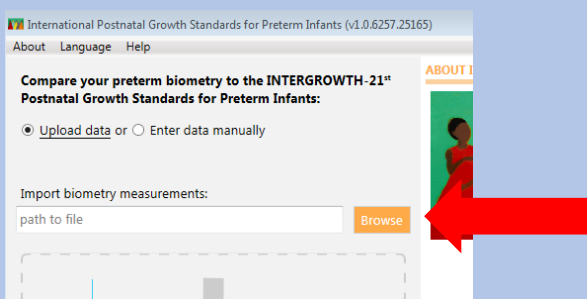 International Postnatal Growth Standards for Preterm Infants (v1.0.6257.25165)
About Language Help
Compare your preterm biometry to the INTERGROWTH-21st
Postnatal Growth Standards for Preterm Infants:
Upload data or Enter data manually
Import biometry measurements:
path to file Browse
ABOUT I